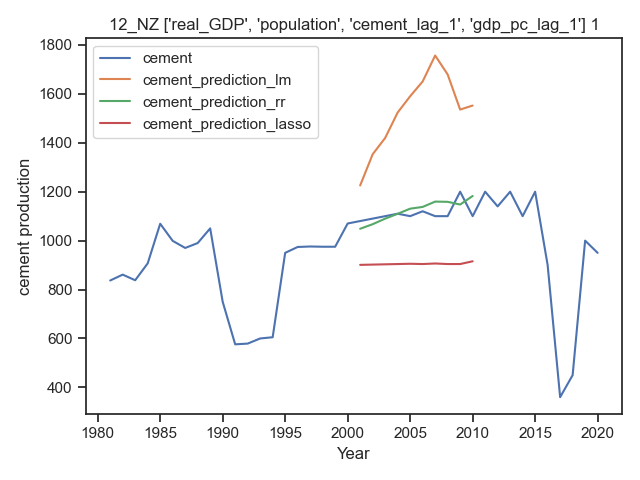 12_NZ ['real_GDP', 'population', 'cement_lag_1', 'gdp_pc_lag_1'] 1
cement
cement_prediction_lm
cement_prediction_rr
cement_prediction_lasso
cement production
1800
1600
1400
1200
1000
800
600
400
1980 1985 1990 1995 2000 2005 2010 2015 2020
Year